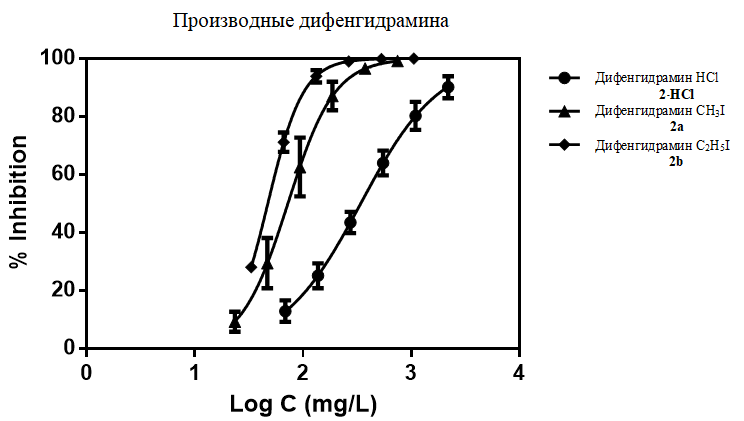 Производные дифенгидрамина
100
80
60
40
20
0
% Inhibition
0
1
2
3
4
Log C (mg/L)
Дифенгидрамин HCl
2-HCl
Дифенгидрамин CH3I
2a
Дифенгидрамин C2H5I
2b